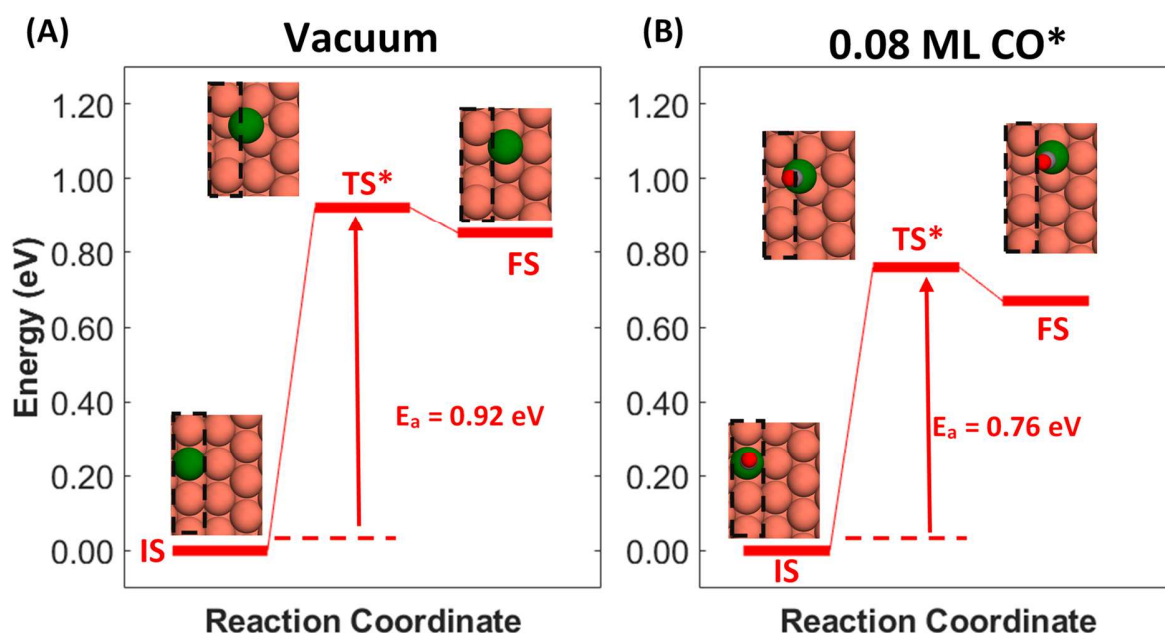 (A)
Vacuum
Energy (eV)
1.20
1.00
0.80
0.60
0.40
0.20
0.00
TS*
FS
Eₐ = 0.92 eV
IS
Reaction Coordinate
(B)
0.08 ML CO*
1.20
1.00
0.80
0.60
0.40
0.20
0.00
TS*
FS
Eₐ = 0.76 eV
IS
Reaction Coordinate